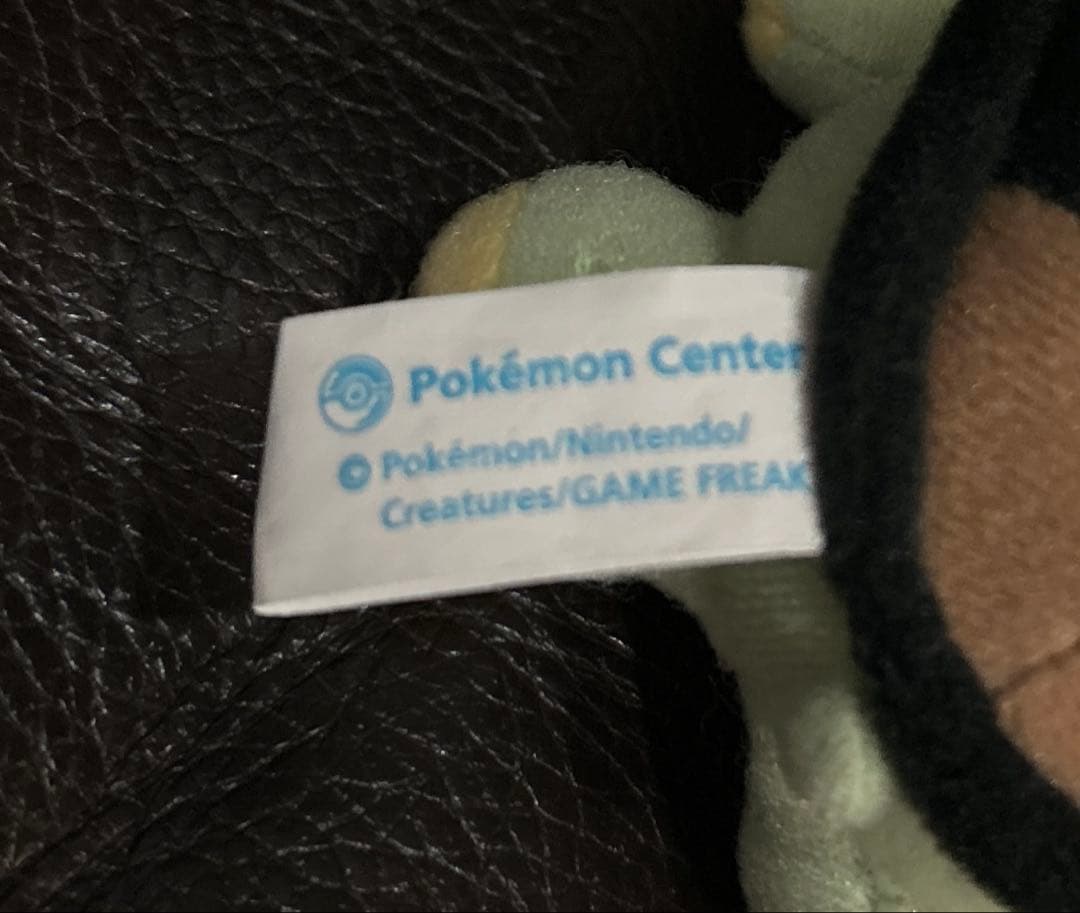 Pokémon Center
© Pokémon/Nintendo/
Creatures/GAME FREAK